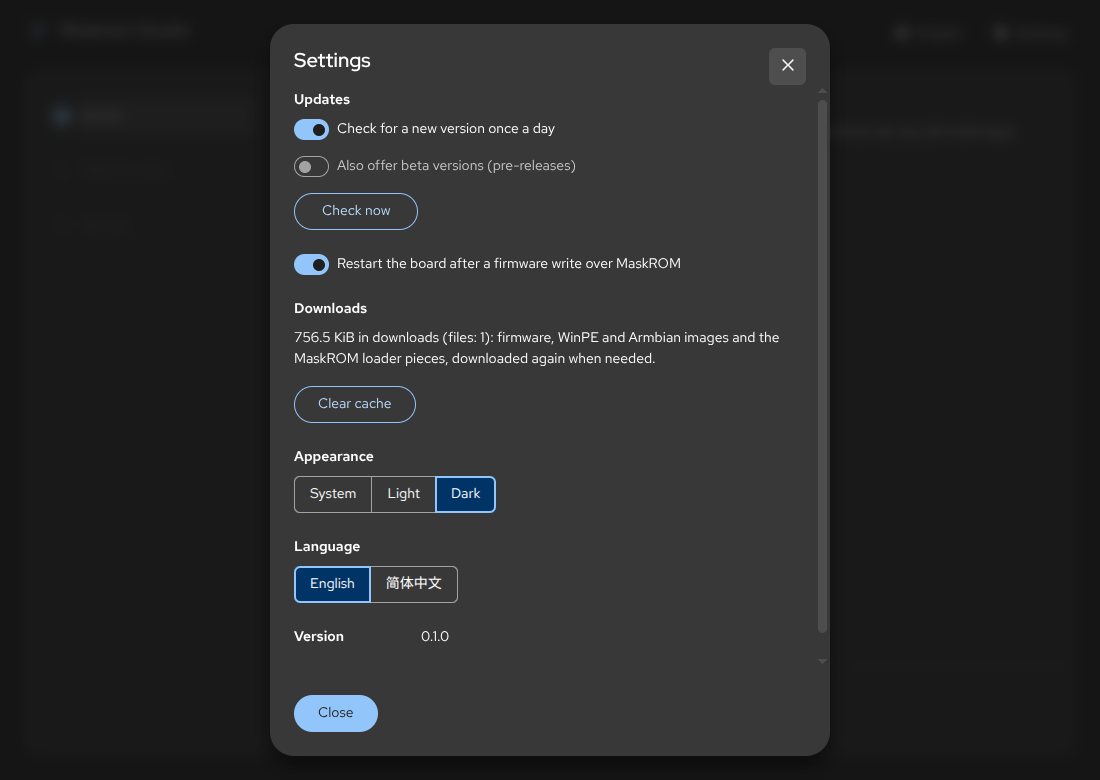 Settings
Updates
Check for a new version once a day
Also offer beta versions (pre-releases)
Check now
Restart the board after a firmware write over MaskROM
Downloads
756.5 KiB in downloads (files: 1): firmware, WinPE and Armbian images and the
MaskROM loader pieces, downloaded again when needed.
Clear cache
Appearance
System Light Dark
Language
English 简体中文
Version 0.1.0
Close